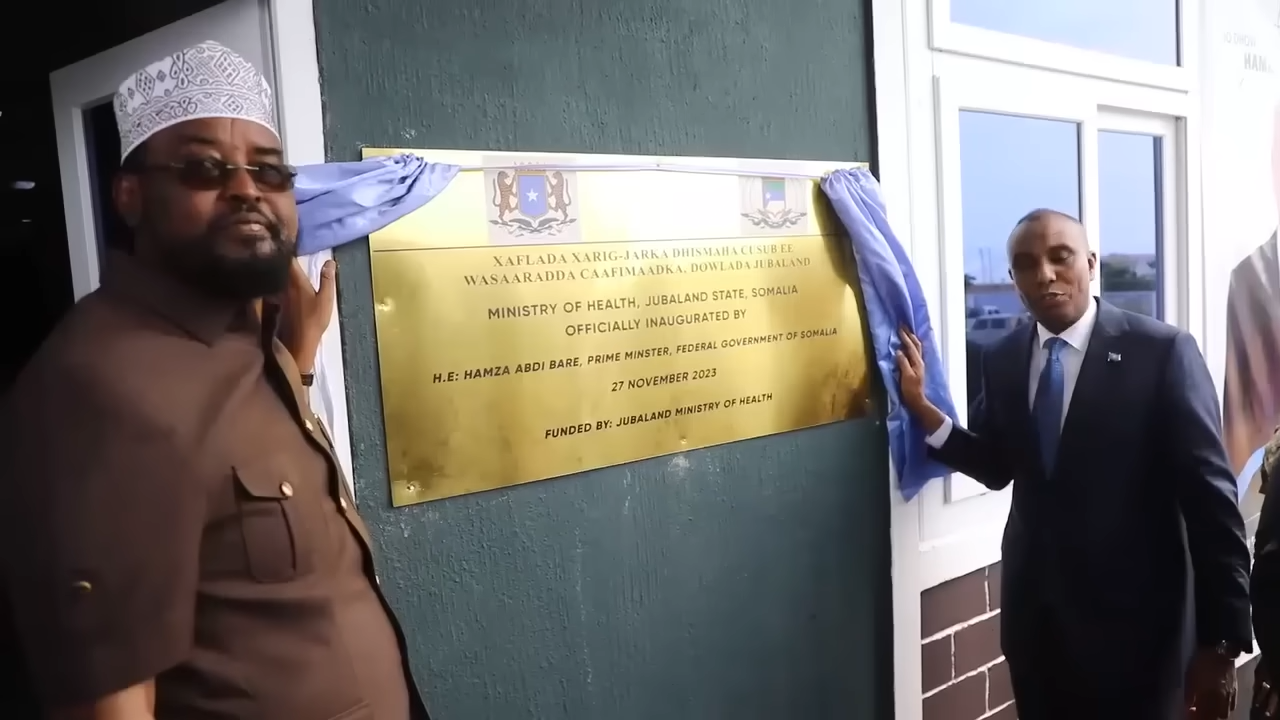 XAFLADA XARIG-JARKA DHISMAHA CUSUB EE
WASAARADDA CAAFIMAADKA, DOWLADA JUBALAND
MINISTRY OF HEALTH, JUBALAND STATE, SOMALIA
OFFICIALLY INAUGURATED BY
H.E: HAMZA ABDI BARE, PRIME MINSTER, FEDERAL GOVERNMENT OF SOMALIA
27 NOVEMBER 2023
FUNDED BY: JUBALAND MINISTRY OF HEALTH